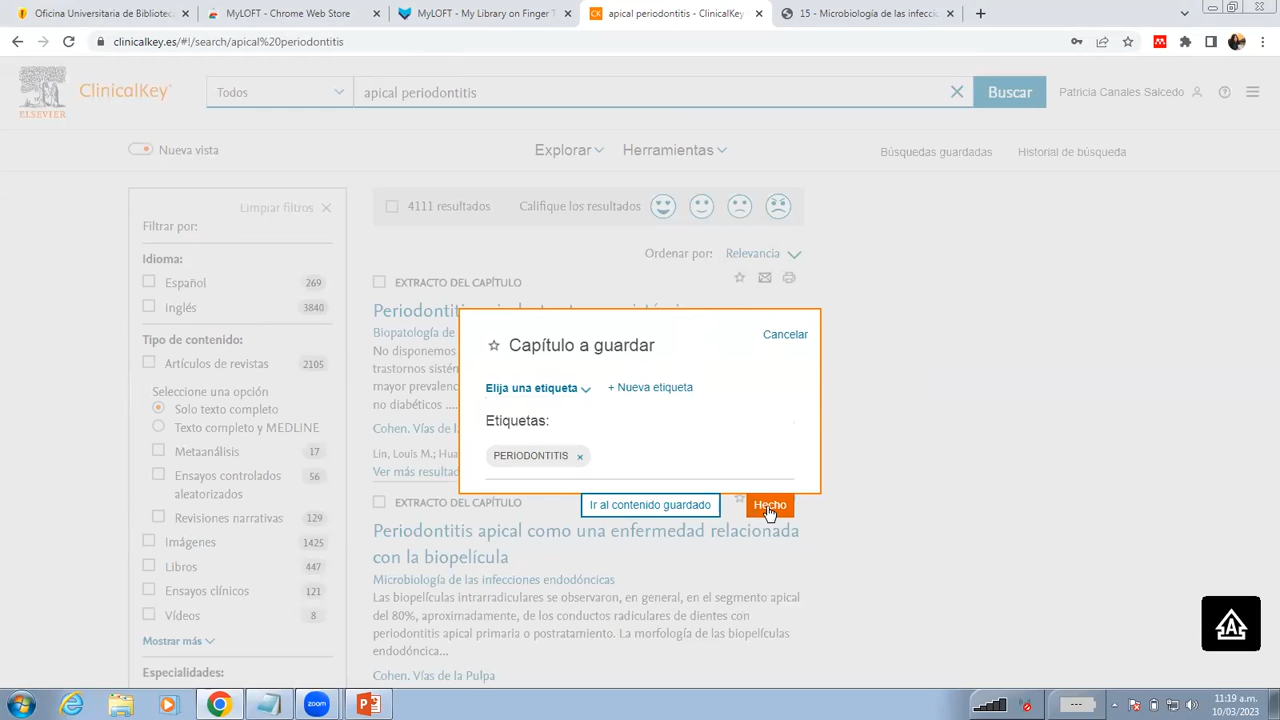 Oficina Universitaria de Bibliotec
MyLOFT - Chrome Web Store
MyLOFT - My Library on Finger T
apical periodontitis - ClinicalKey
15 - Microbiología de las infecci
clinicalkey.es/#!/search/apical%20periodontitis
ELSEVIER
ClinicalKey
Todos
apical periodontitis
Buscar
Patricia Canales Salcedo
Nueva vista
Explorar
Herramientas
Búsquedas guardadas
Historial de búsqueda
Limpiar filtros
Filtrar por:
Idioma:
Español 269
Inglés 3840
Tipo de contenido:
Artículos de revistas 2105
Seleccione una opción
Solo texto completo
Texto completo y MEDLINE
Metaanálisis 17
Ensayos controlados aleatorizados 56
Revisiones narrativas 129
Imágenes 1425
Libros 447
Ensayos clínicos 121
Vídeos 8
Mostrar más
Especialidades:
4111 resultados
Califique los resultados
Ordenar por: Relevancia
EXTRACTO DEL CAPÍTULO
Periodontitis
Biopatología de
No disponemos
trastornos sistén
mayor prevalenc
no diabéticos ....
Cohen. Vías de l
Lin, Louis M.; Hua
Ver más resultad
Capítulo a guardar
Cancelar
Elija una etiqueta
+ Nueva etiqueta
Etiquetas:
PERIODONTITIS ×
Ir al contenido guardado
Hecho
EXTRACTO DEL CAPÍTULO
Periodontitis apical como una enfermedad relacionada
con la biopelícula
Microbiología de las infecciones endodóncicas
Las biopelículas intrarradiculares se observaron, en general, en el segmento apical
del 80%, aproximadamente, de los conductos radiculares de dientes con
periodontitis apical primaria o postratamiento. La morfología de las biopelículas
endodóncica...
Cohen. Vías de la Pulpa
A
zoom
11:19 a.m.
10/03/2023